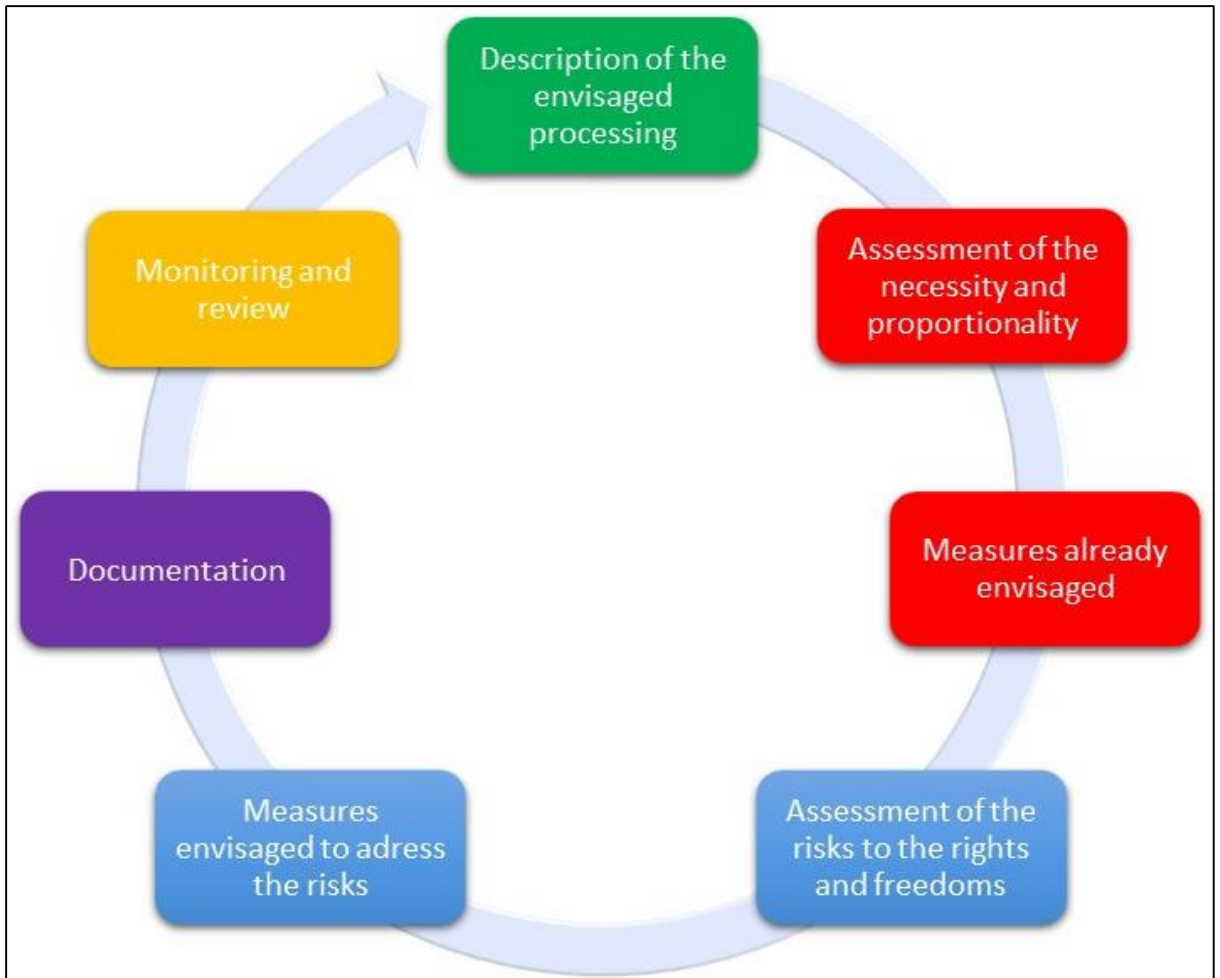 Description of the
envisaged
processing
Assessment of the
necessity and
proportionality
Measures already
envisaged
Assessment of the
risks to the rights
and freedoms
Measures
envisaged to adress
the risks
Documentation
Monitoring and
review